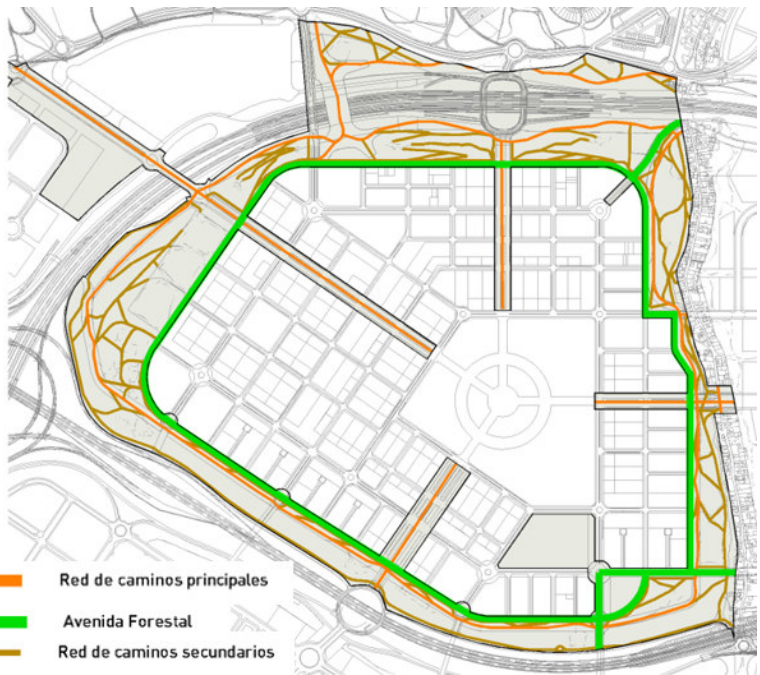 Red de caminos principales
Avenida Forestal
Red de caminos secundarios